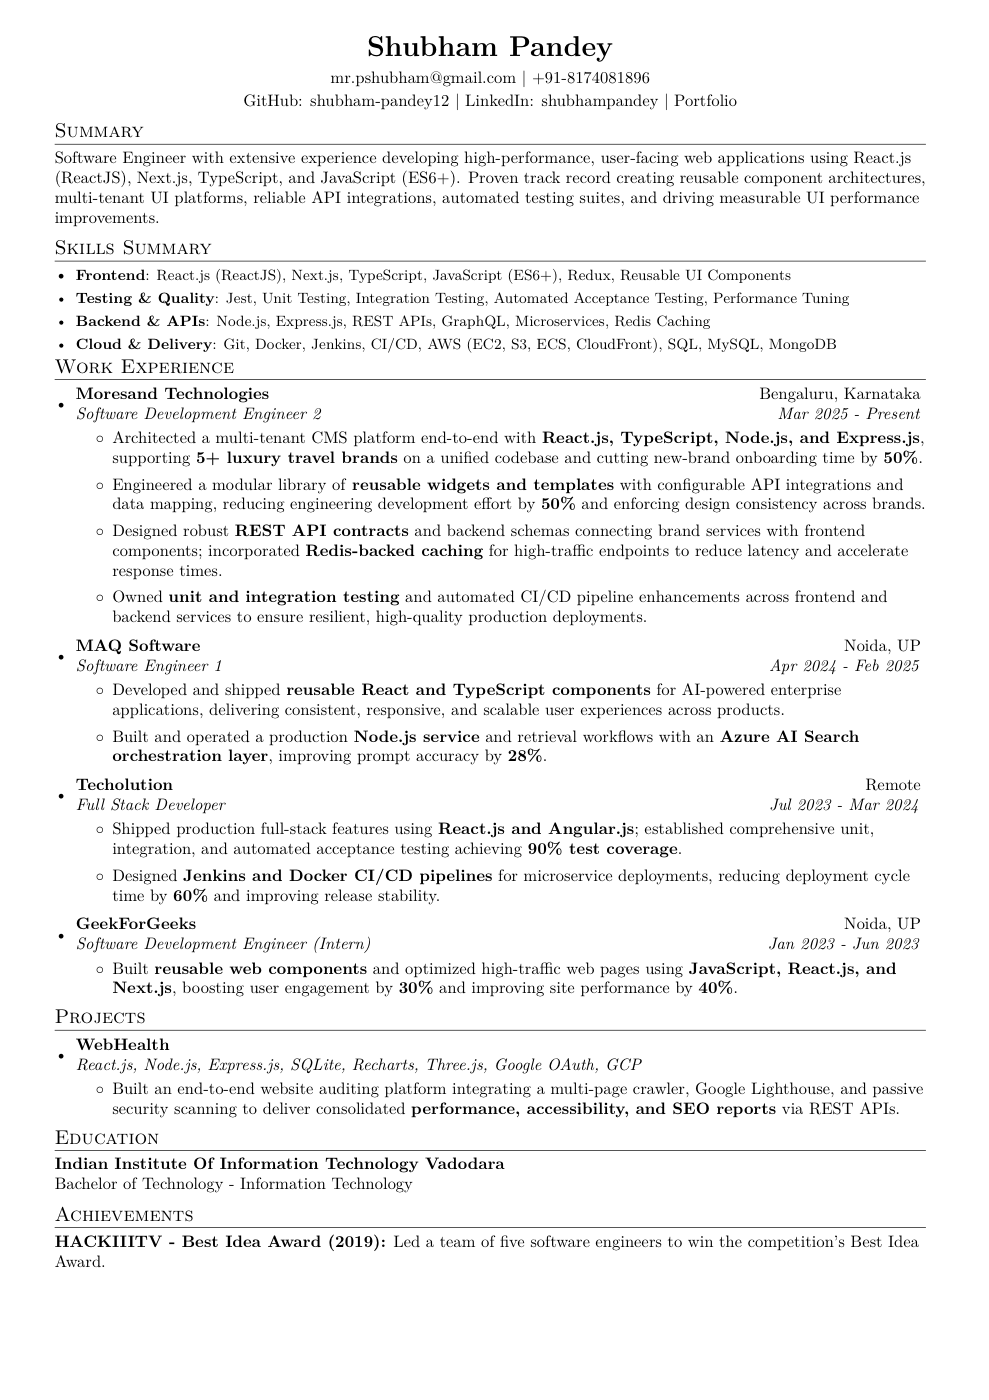 Shubham Pandey
mr.pshubham@gmail.com | +91-8174081896
GitHub: shubham-pandey12 | LinkedIn: shubhampandey | Portfolio
Summary
Software Engineer with extensive experience developing high-performance, user-facing web applications using React.js
(ReactJS), Next.js, TypeScript, and JavaScript (ES6+). Proven track record creating reusable component architectures,
multi-tenant UI platforms, reliable API integrations, automated testing suites, and driving measurable UI performance
improvements.
Skills Summary
• Frontend: React.js (ReactJS), Next.js, TypeScript, JavaScript (ES6+), Redux, Reusable UI Components
• Testing & Quality: Jest, Unit Testing, Integration Testing, Automated Acceptance Testing, Performance Tuning
• Backend & APIs: Node.js, Express.js, REST APIs, GraphQL, Microservices, Redis Caching
• Cloud & Delivery: Git, Docker, Jenkins, CI/CD, AWS (EC2, S3, ECS, CloudFront), SQL, MySQL, MongoDB
Work Experience
• Moresand Technologies Bengaluru, Karnataka
Software Development Engineer 2 Mar 2025 - Present
◦ Architected a multi-tenant CMS platform end-to-end with React.js, TypeScript, Node.js, and Express.js,
supporting 5+ luxury travel brands on a unified codebase and cutting new-brand onboarding time by 50%.
◦ Engineered a modular library of reusable widgets and templates with configurable API integrations and
data mapping, reducing engineering development effort by 50% and enforcing design consistency across brands.
◦ Designed robust REST API contracts and backend schemas connecting brand services with frontend
components; incorporated Redis-backed caching for high-traffic endpoints to reduce latency and accelerate
response times.
◦ Owned unit and integration testing and automated CI/CD pipeline enhancements across frontend and
backend services to ensure resilient, high-quality production deployments.
• MAQ Software Noida, UP
Software Engineer 1 Apr 2024 - Feb 2025
◦ Developed and shipped reusable React and TypeScript components for AI-powered enterprise
applications, delivering consistent, responsive, and scalable user experiences across products.
◦ Built and operated a production Node.js service and retrieval workflows with an Azure AI Search
orchestration layer, improving prompt accuracy by 28%.
• Techolution Remote
Full Stack Developer Jul 2023 - Mar 2024
◦ Shipped production full-stack features using React.js and Angular.js; established comprehensive unit,
integration, and automated acceptance testing achieving 90% test coverage.
◦ Designed Jenkins and Docker CI/CD pipelines for microservice deployments, reducing deployment cycle
time by 60% and improving release stability.
• GeekForGeeks Noida, UP
Software Development Engineer (Intern) Jan 2023 - Jun 2023
◦ Built reusable web components and optimized high-traffic web pages using JavaScript, React.js, and
Next.js, boosting user engagement by 30% and improving site performance by 40%.
Projects
• WebHealth
React.js, Node.js, Express.js, SQLite, Recharts, Three.js, Google OAuth, GCP
◦ Built an end-to-end website auditing platform integrating a multi-page crawler, Google Lighthouse, and passive
security scanning to deliver consolidated performance, accessibility, and SEO reports via REST APIs.
Education
Indian Institute Of Information Technology Vadodara
Bachelor of Technology - Information Technology
Achievements
HACKIIITV - Best Idea Award (2019): Led a team of five software engineers to win the competition's Best Idea
Award.